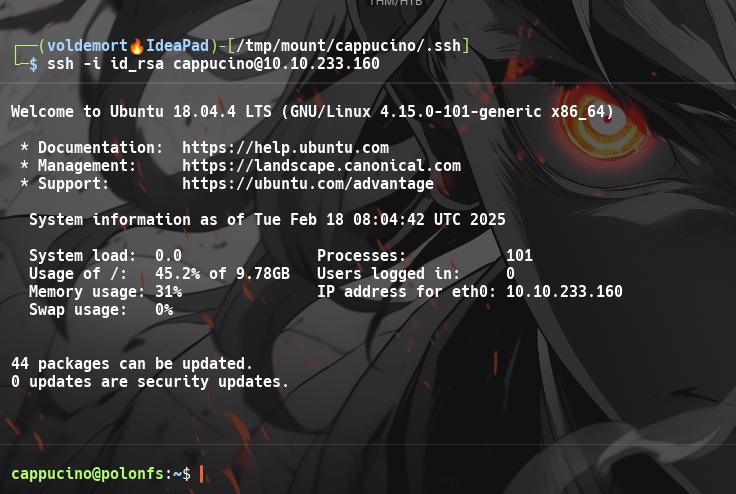 THM/HTB
┌──(voldemort🔥IdeaPad)-[/tmp/mount/cappucino/.ssh]
└─$ ssh -i id_rsa cappucino@10.10.233.160
Welcome to Ubuntu 18.04.4 LTS (GNU/Linux 4.15.0-101-generic x86_64)
* Documentation:  https://help.ubuntu.com
* Management:     https://landscape.canonical.com
* Support:        https://ubuntu.com/advantage
System information as of Tue Feb 18 08:04:42 UTC 2025
System load:  0.0                Processes:           101
Usage of /:   45.2% of 9.78GB   Users logged in:     0
Memory usage: 31%                IP address for eth0: 10.10.233.160
Swap usage:   0%
44 packages can be updated.
0 updates are security updates.
cappucino@polonfs:~$